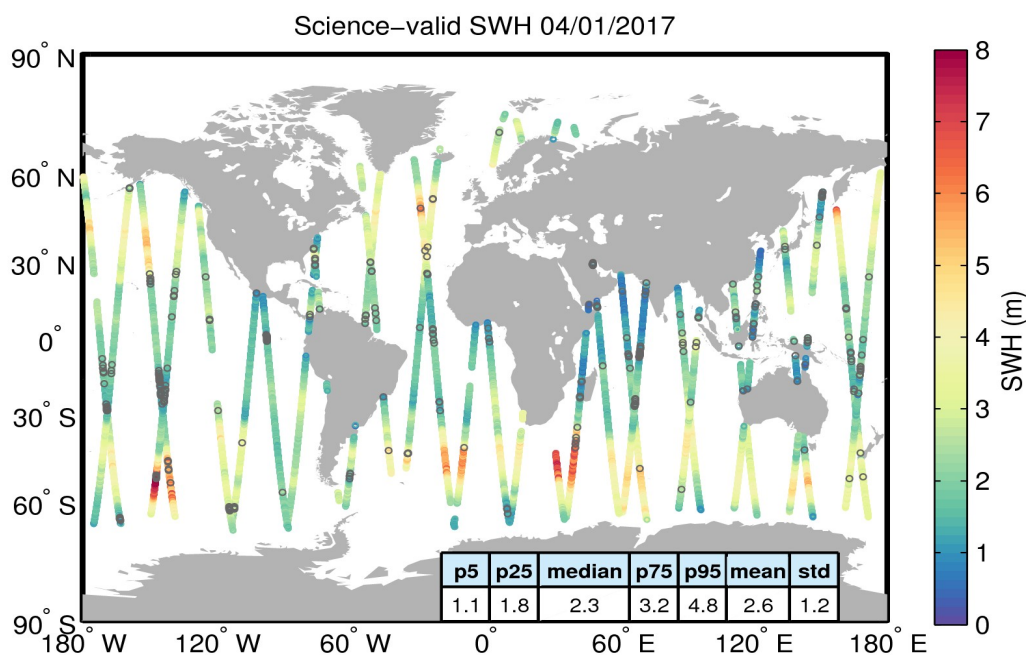 Science−valid SWH 04/01/2017
90° N
60° N
30° N
0°
30° S
60° S
90° S
180° W
120° W
60° W
0°
60° E
120° E
180° E
p5 p25 median p75 p95 mean std
1.1 1.8 2.3 3.2 4.8 2.6 1.2
8
7
6
5
4
3
2
1
0
SWH (m)